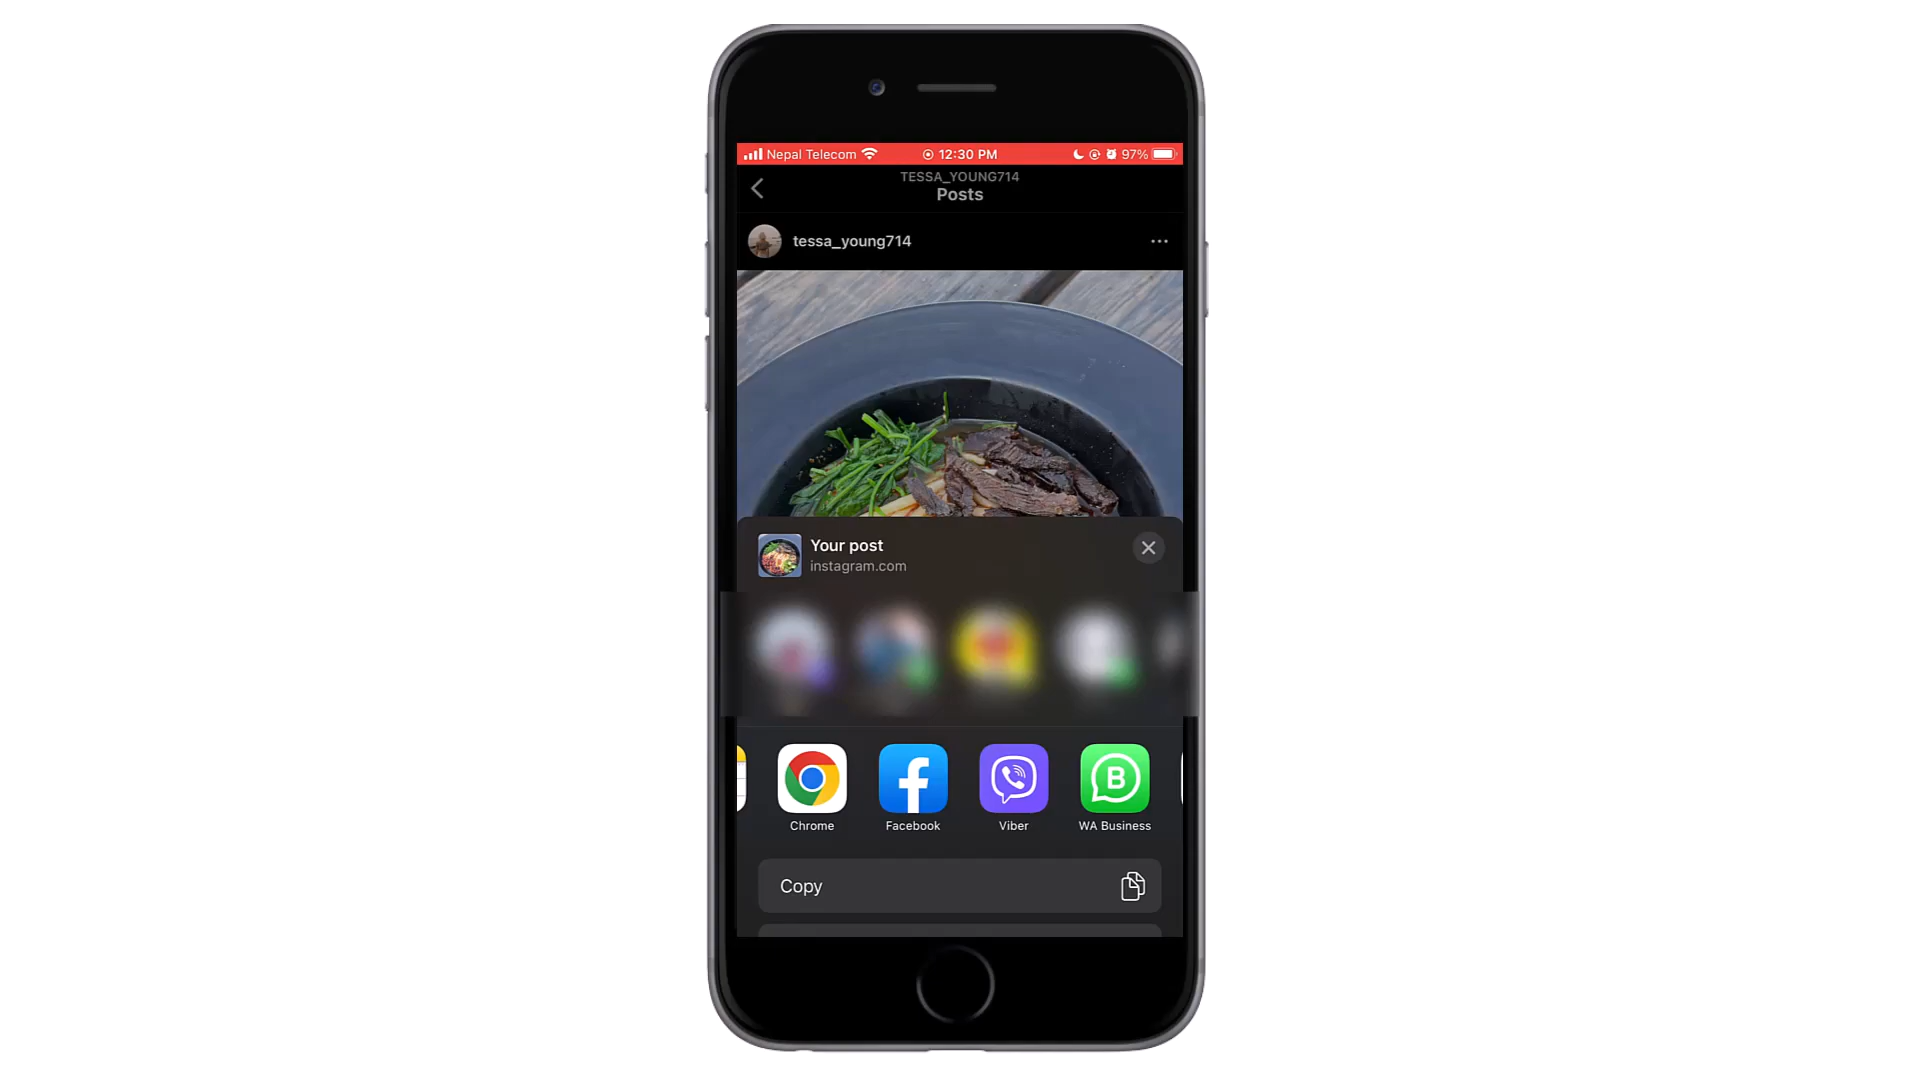 Nepal Telecom 12:30 PM 97%
TESSA_YOUNG714
Posts
tessa_young714
Your post
instagram.com
Chrome Facebook Viber WA Business
Copy